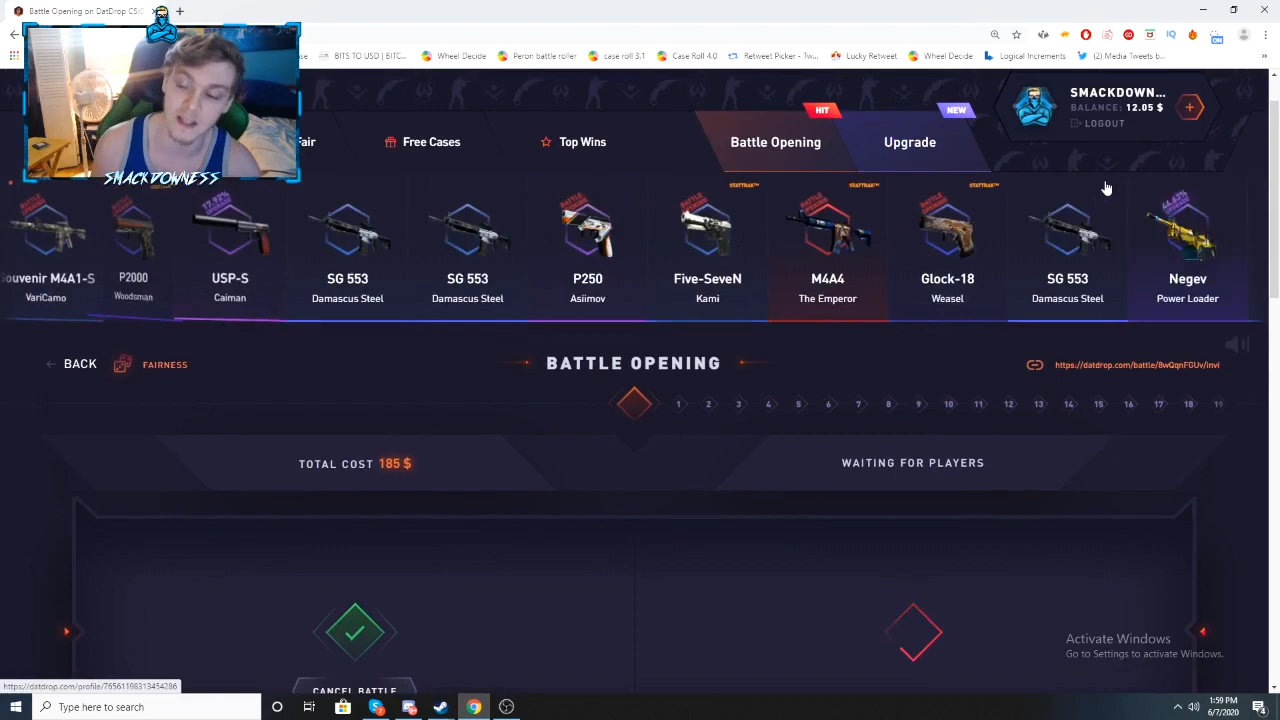 Battle Opening on DatDrop CS:G
BITS TO USD | BITC...
Wheel Decide
Peron battle roller
case roll 3.1
Case Roll 4.0
Retweet Picker - Tw...
Lucky Retweet
Wheel Decide
Logical Increments
(2) Media Tweets b...
SMACKDOWNESS
Fair
Free Cases
Top Wins
HIT
Battle Opening
NEW
Upgrade
SMACKDOWN...
BALANCE: 12.05 $
LOGOUT
STATTRAK™ STATTRAK™ STATTRAK™
Souvenir M4A1-S
VariCamo
P2000
Woodsman
USP-S
Caiman
SG 553
Damascus Steel
SG 553
Damascus Steel
P250
Asiimov
Five-SeveN
Kami
M4A4
The Emperor
Glock-18
Weasel
SG 553
Damascus Steel
Negev
Power Loader
BACK
FAIRNESS
BATTLE OPENING
https://datdrop.com/battle/8wQqnFGUv/invi
1 2 3 4 5 6 7 8 9 10 11 12 13 14 15 16 17 18 19
TOTAL COST 185 $
WAITING FOR PLAYERS
CANCEL BATTLE
Activate Windows
Go to Settings to activate Windows.
https://datdrop.com/profile/76561198313454286
Type here to search
1:59 PM
6/7/2020